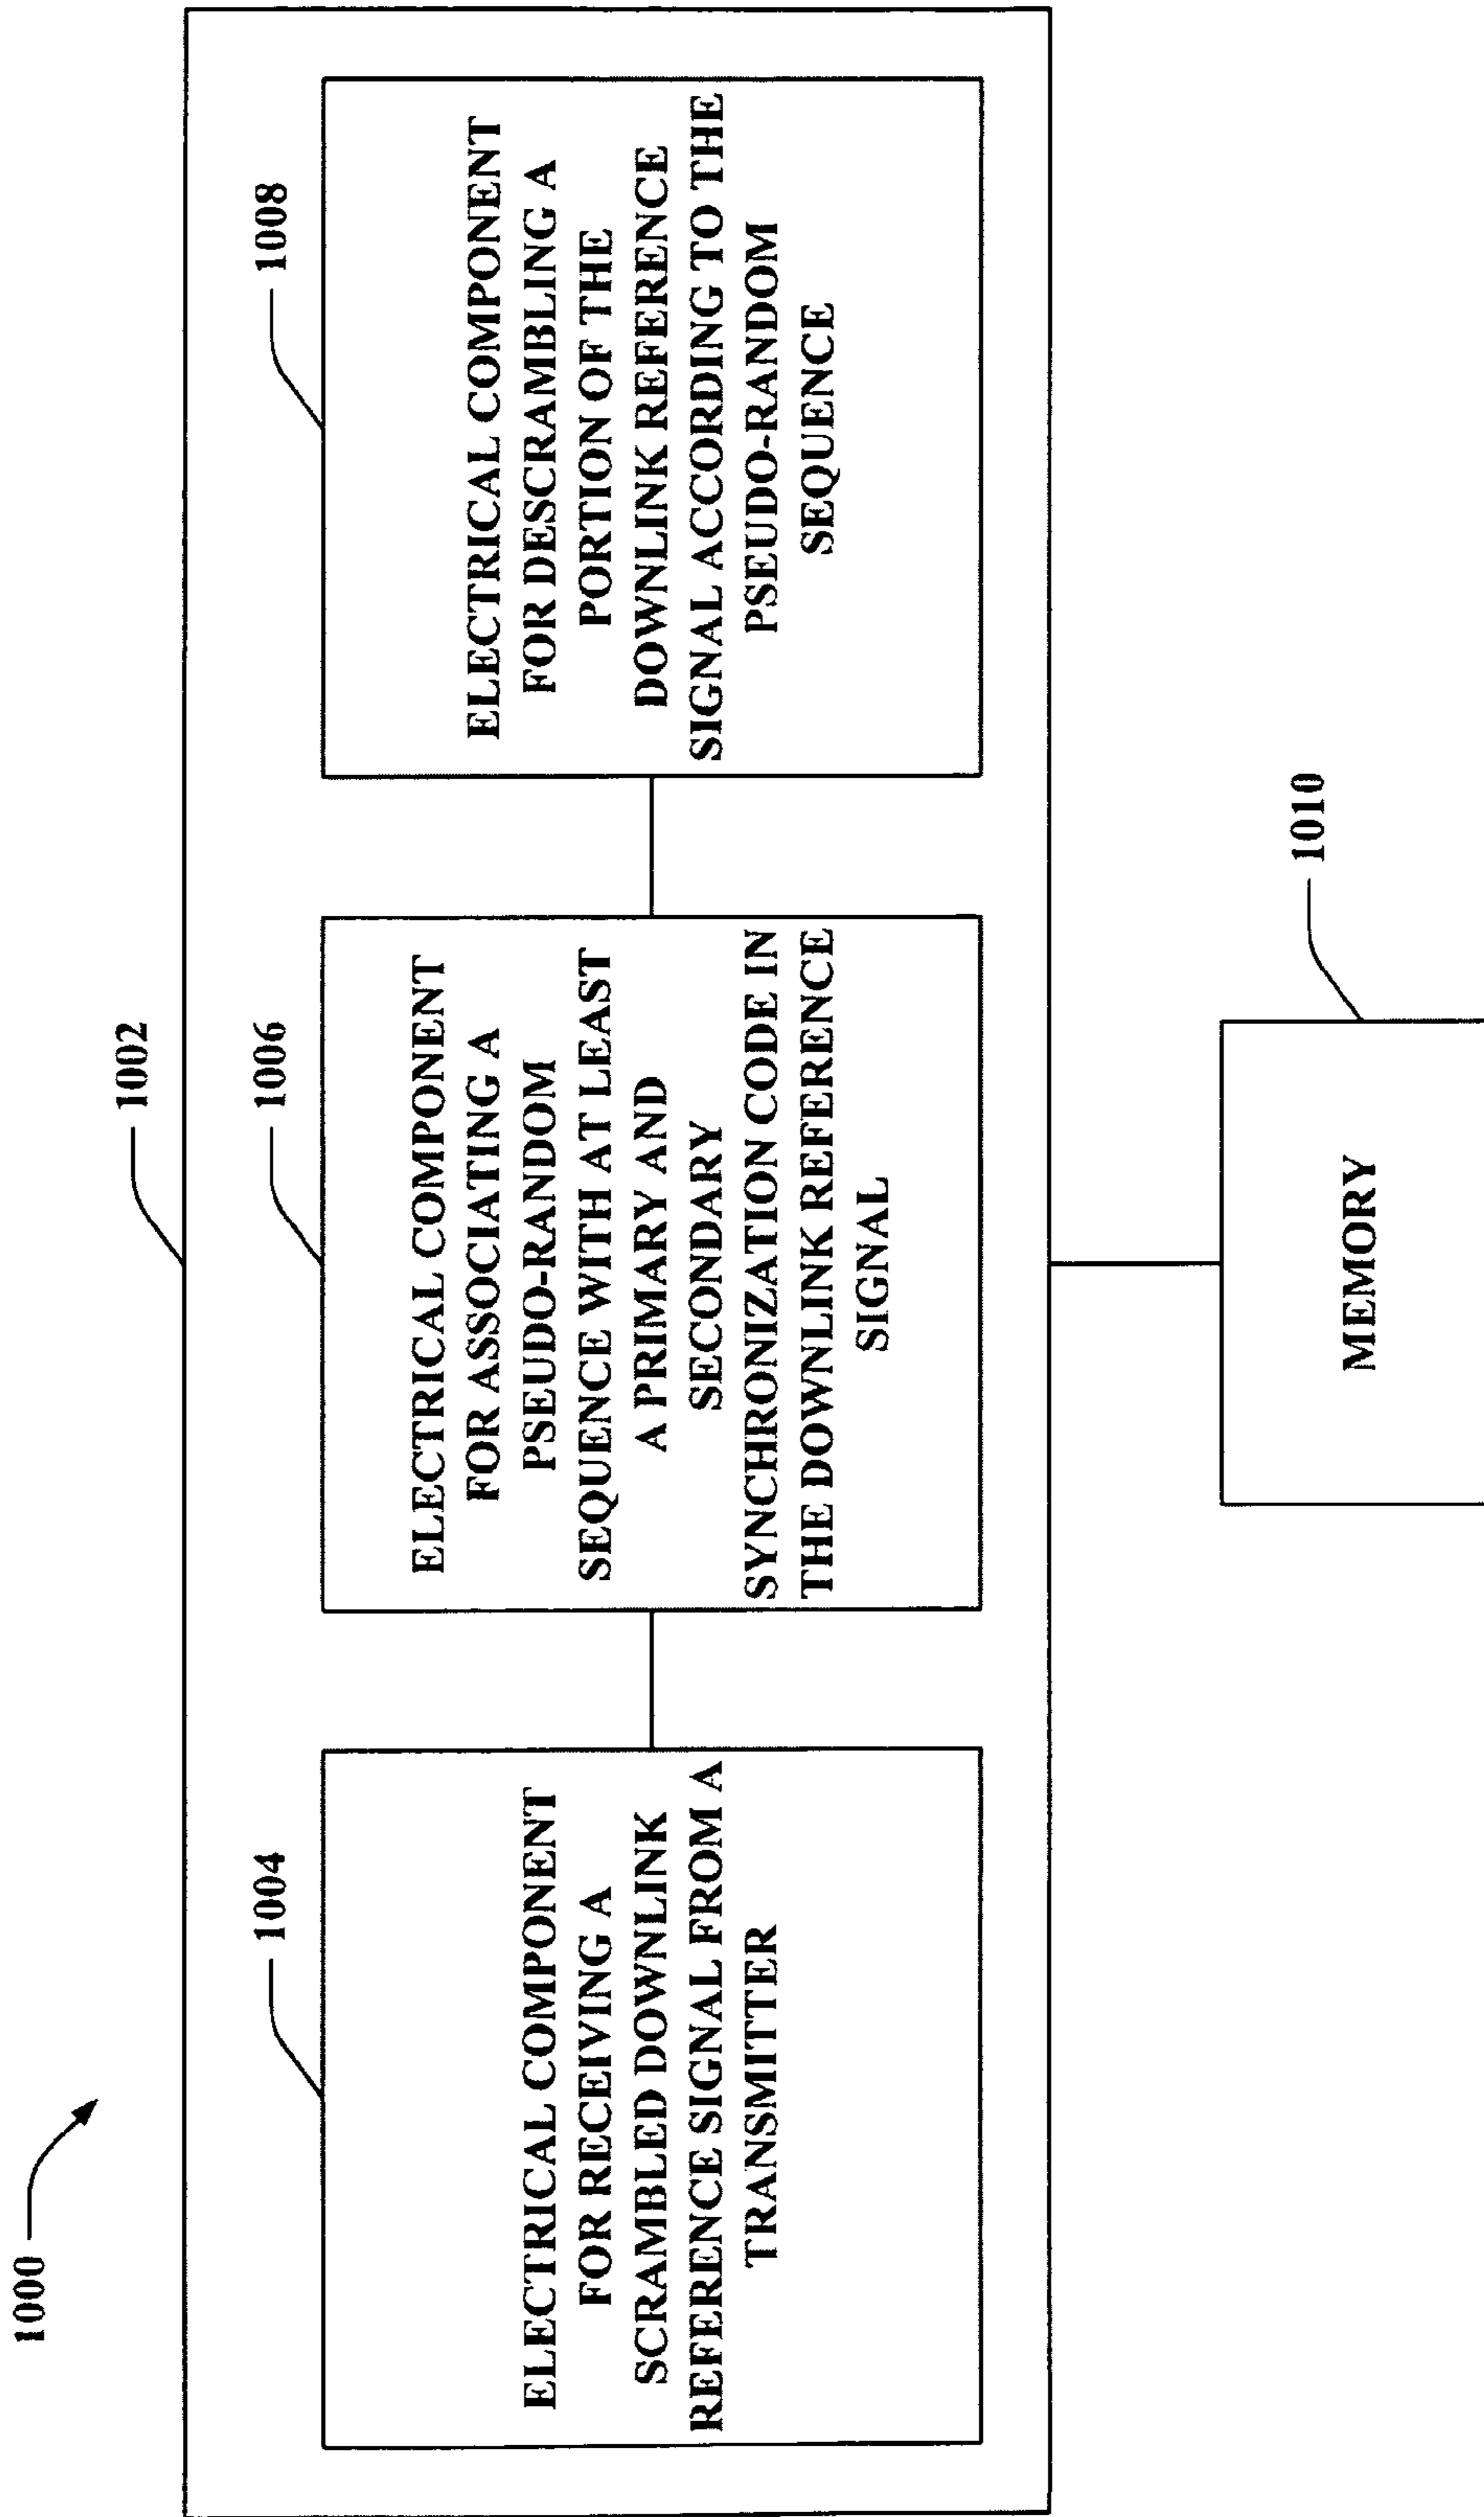 1000
1002
1004
ELECTRICAL COMPONENT
FOR RECEIVING A
SCRAMBLED DOWNLINK
REFERENCE SIGNAL FROM A
TRANSMITTER
1006
ELECTRICAL COMPONENT
FOR ASSOCIATING A
PSEUDO-RANDOM
SEQUENCE WITH AT LEAST
A PRIMARY AND
SECONDARY
SYNCHRONIZATION CODE IN
THE DOWNLINK REFERENCE
SIGNAL
1008
ELECTRICAL COMPONENT
FOR DESCRAMBLING A
PORTION OF THE
DOWNLINK REFERENCE
SIGNAL ACCORDING TO THE
PSEUDO-RANDOM
SEQUENCE
1010
MEMORY